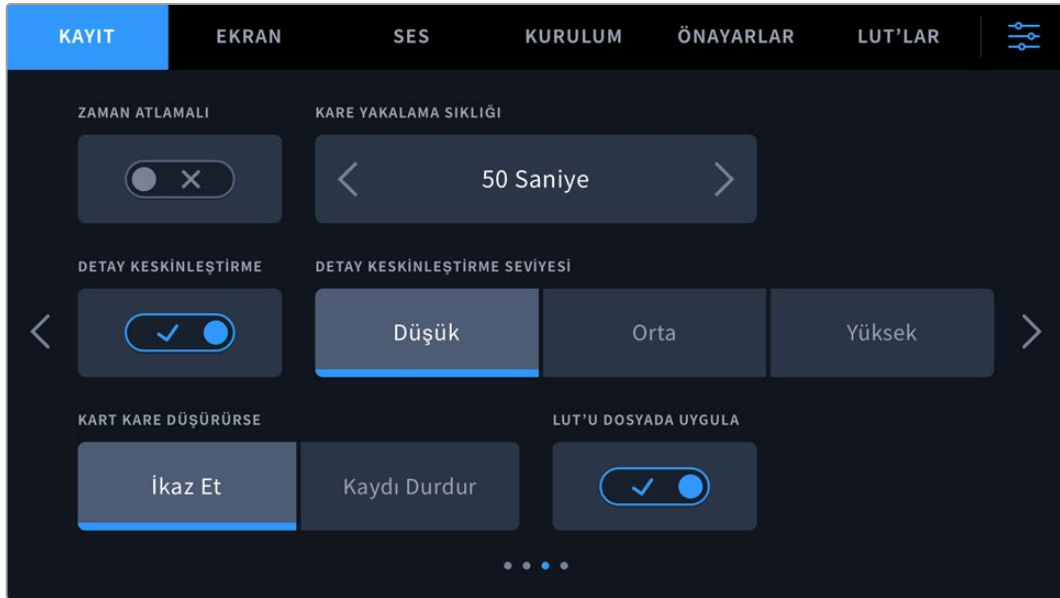 KAYIT EKRAN SES KURULUM ÖNAYARLAR LUT’LAR
ZAMAN ATLAMALI KARE YAKALAMA SIKLIĞI
50 Saniye
DETAY KESKİNLEŞTİRME DETAY KESKİNLEŞTİRME SEVİYESİ
Düşük Orta Yüksek
KART KARE DÜŞÜRÜRSE LUT’U DOSYADA UYGULA
İkaz Et Kaydı Durdur